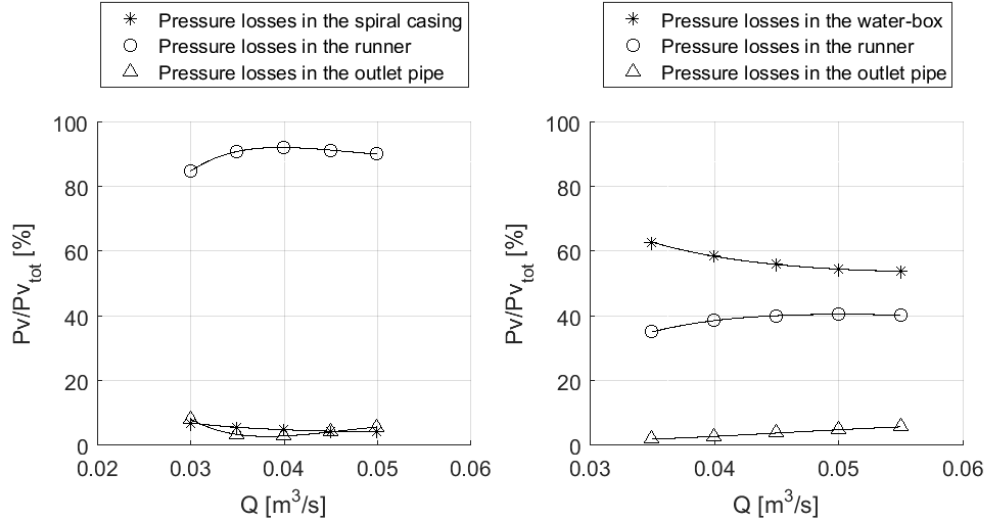 Pressure losses in the spiral casing
Pressure losses in the runner
Pressure losses in the outlet pipe
100
80
60
40
20
0
Pv/Pv_tot [%]
0.02 0.03 0.04 0.05 0.06
Q [m³/s]
Pressure losses in the water-box
Pressure losses in the runner
Pressure losses in the outlet pipe
100
80
60
40
20
0
Pv/Pv_tot [%]
0.03 0.04 0.05 0.06
Q [m³/s]